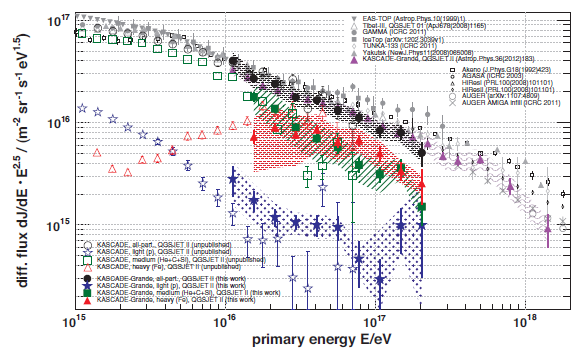 10^17
10^16
10^15
diff. flux dJ/dE · E^2.5 / (m^-2 sr^-1 s^-1 eV^1.5)
EAS-TOP (Astrop.Phys.10(1999)1)
Tibet-III, QGSJET 01 (ApJ678(2008)1165)
GAMMA (ICRC 2011)
IceTop (arXiv:1202.3039v1)
TUNKA-133 (ICRC 2011)
Yakutsk (NewJ.Phys11(2008)065008)
KASCADE-Grande, QGSJET II (Astrop.Phys.36(2012)183)
Akeno (J.Phys.G18(1992)423)
AGASA (ICRC 2003)
HiResI (PRL100(2008)101101)
HiResII (PRL100(2008)101101)
AUGER (arXiv:1107.4809)
AUGER AMIGA infill (ICRC 2011)
KASCADE, all-part., QGSJET II (unpublished)
KASCADE, light (p), QGSJET II (unpublished)
KASCADE, medium (He+C+Si), QGSJET II (unpublished)
KASCADE, heavy (Fe), QGSJET II (unpublished)
KASCADE-Grande, all-part., QGSJET II (this work)
KASCADE-Grande, light (p), QGSJET II (this work)
KASCADE-Grande, medium (He+C+Si), QGSJET II (this work)
KASCADE-Grande, heavy (Fe), QGSJET II (this work)
10^15 10^16 10^17 10^18
primary energy E/eV